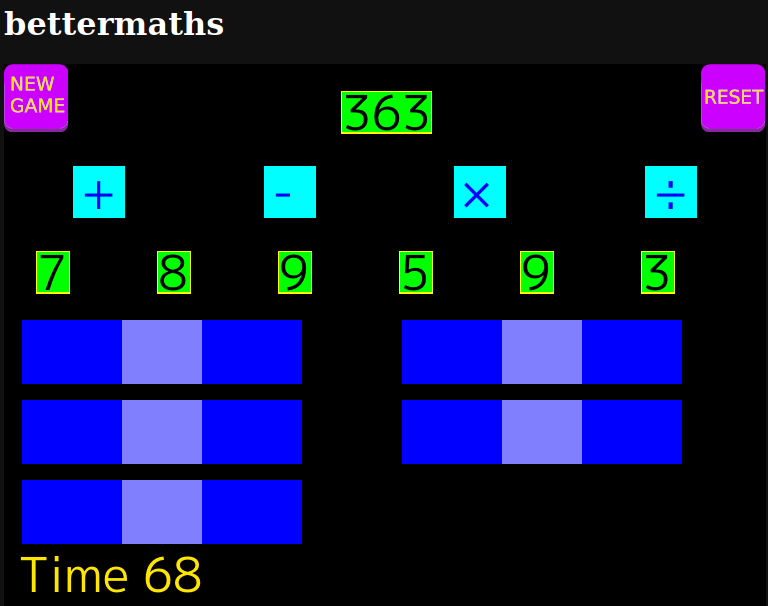 bettermaths
NEW
GAME
363
RESET
+ - × ÷
7 8 9 5 9 3
Time 68